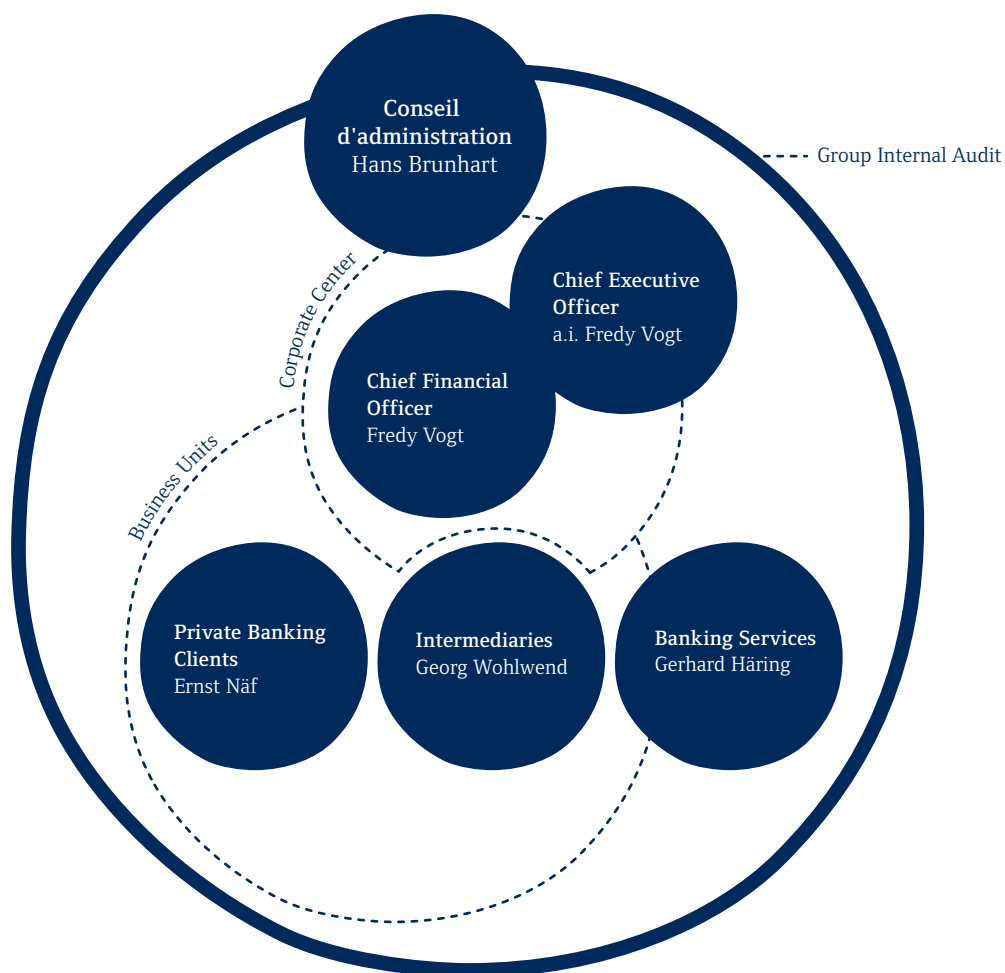 Conseil
d'administration
Hans Brunhart
Group Internal Audit
Corporate Center
Chief Executive
Officer
a.i. Fredy Vogt
Chief Financial
Officer
Fredy Vogt
Business Units
Private Banking
Clients
Ernst Näf
Intermediaries
Georg Wohlwend
Banking Services
Gerhard Häring